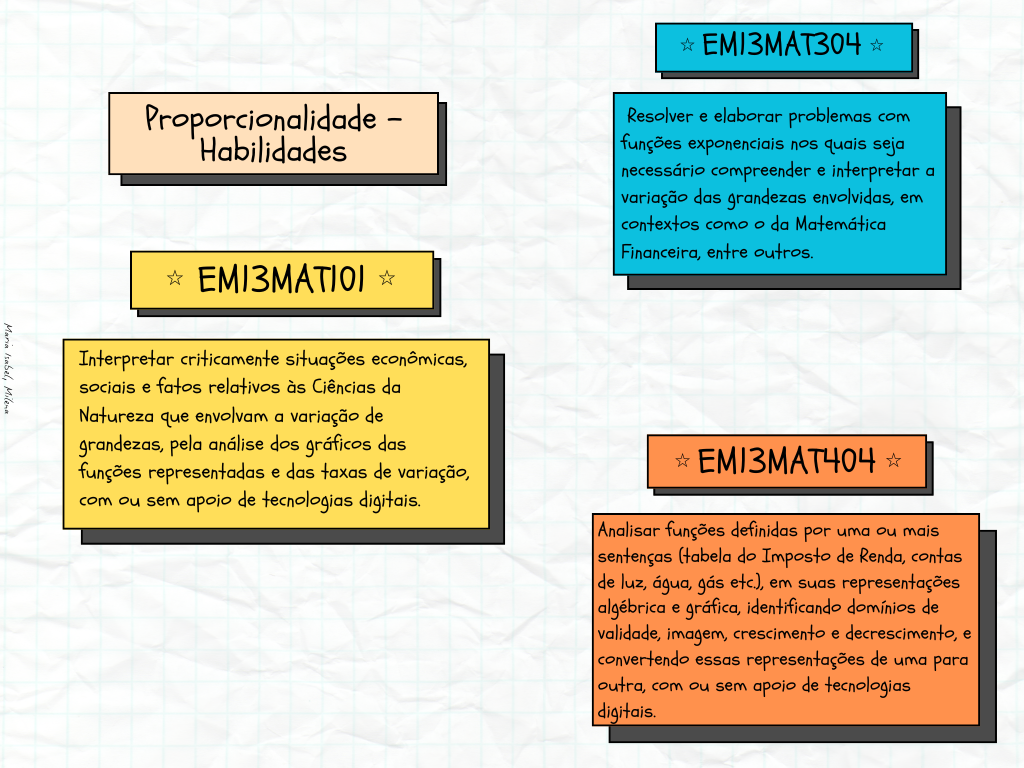 Proporcionalidade –
Habilidades
☆ EM13MAT101 ☆
Interpretar criticamente situações econômicas,
sociais e fatos relativos às Ciências da
Natureza que envolvam a variação de
grandezas, pela análise dos gráficos das
funções representadas e das taxas de variação,
com ou sem apoio de tecnologias digitais.
☆ EM13MAT304 ☆
Resolver e elaborar problemas com
funções exponenciais nos quais seja
necessário compreender e interpretar a
variação das grandezas envolvidas, em
contextos como o da Matemática
Financeira, entre outros.
☆ EM13MAT404 ☆
Analisar funções definidas por uma ou mais
sentenças (tabela do Imposto de Renda, contas
de luz, água, gás etc.), em suas representações
algébrica e gráfica, identificando domínios de
validade, imagem, crescimento e decrescimento, e
convertendo essas representações de uma para
outra, com ou sem apoio de tecnologias
digitais.
Maria Isabel, Milena